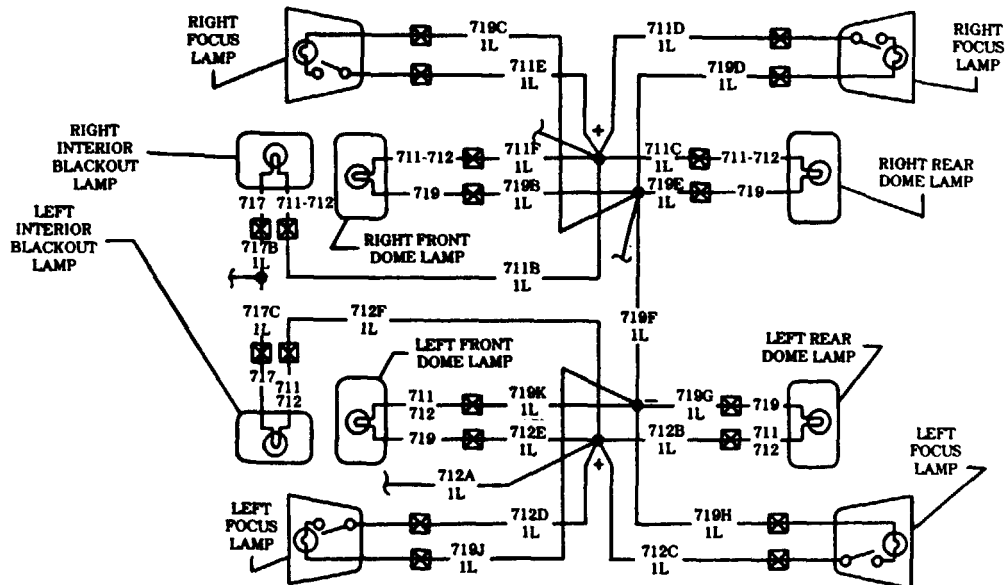 RIGHT
FOCUS
LAMP
719C
1L
711E
1L
711D
1L
719D
1L
RIGHT
FOCUS
LAMP
RIGHT
INTERIOR
BLACKOUT
LAMP
711-712
719
711F
1L
719B
1L
+
711C
1L
719E
1L
711-712
719
RIGHT REAR
DOME LAMP
717
711-712
RIGHT FRONT
DOME LAMP
LEFT
INTERIOR
BLACKOUT
LAMP
717B
1L
711B
1L
717C
1L
712F
1L
719F
1L
LEFT FRONT
DOME LAMP
LEFT REAR
DOME LAMP
717
711
712
711
712
719
719K
1L
712E
1L
-
+
719G
1L
712B
1L
719
711
712
712A
1L
LEFT
FOCUS
LAMP
LEFT
FOCUS
LAMP
712D
1L
719J
1L
719H
1L
712C
1L